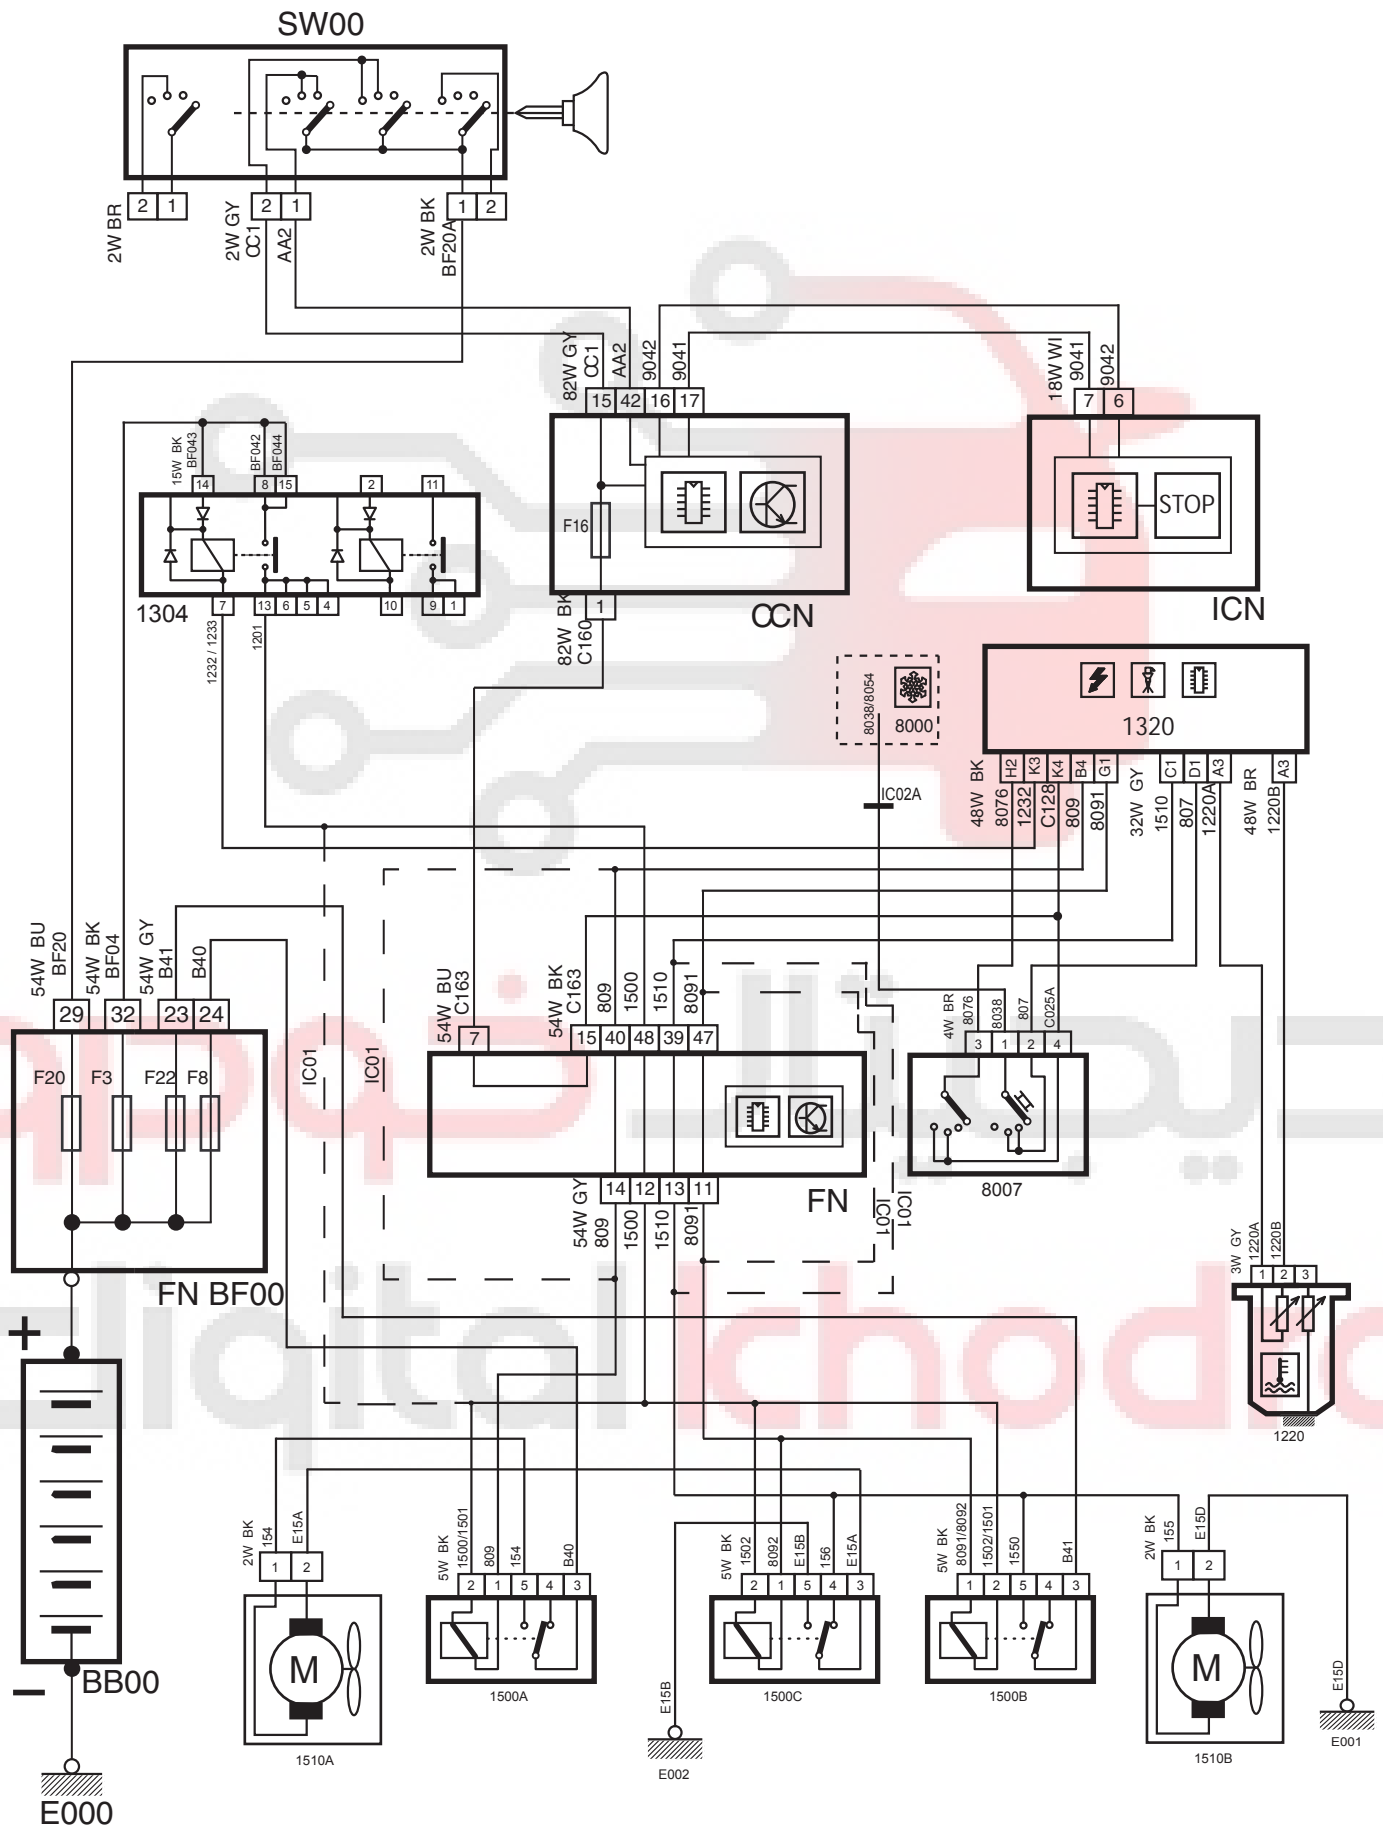 SW00
2 1
2 1
1 2
2W BR
2W GY
CC1
AA2
2W BK
BF20A
82W GY
CC1
AA2
9042
9041
18W WI
9041
9042
15 42 16 17
7 6
15W BK
BF043
BF042
BF044
14 8 15 2 11
F16
STOP
7 13 6 5 4 10 9 1
1304
1
CCN
ICN
1232 / 1233
1201
82W BK
C160
8038/8054
8000
1320
H2 K3 K4 B4 G1 C1 D1 A3 A3
IC02A
48W BK
8076
1232
C128
809
8091
32W GY
1510
807
1220A
48W BR
1220B
54W BU
BF20
54W BK
BF04
54W GY
B41
B40
54W BU
C163
54W BK
C163
809
1500
1510
8091
4W BR
8076
8038
807
C025A
29 32 23 24
7
15 40 48 39 47
3 1 2 4
F20 F3 F22 F8
IC01
IC01
FN
8007
14 12 13 11
54W GY
809
1500
1510
8091
IC01
IC01
3W GY
1220A
1220B
1 2 3
FN BF00
+
1220
2W BK
154
E15A
5W BK
1500/1501
809
154
B40
5W BK
1502
8092
E15B
156
E15A
5W BK
8091/8092
1502/1501
1550
B41
2W BK
155
E15D
1 2
2 1 5 4 3
2 1 5 4 3
1 2 5 4 3
1 2
M
M
BB00
−
1500A
1500C
1500B
E15B
E15D
1510A
E002
1510B
E001
E000
دیجیتال خودرو
Digital khodro